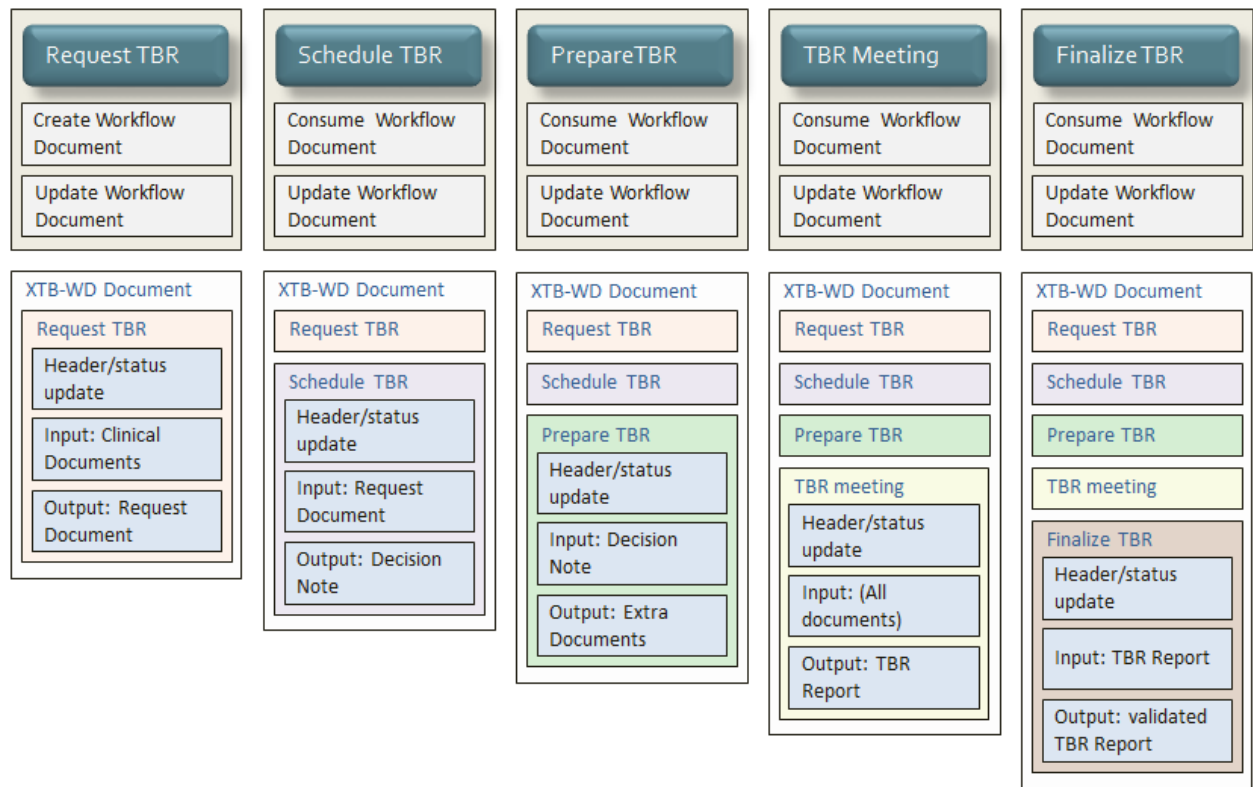 Request TBR
Create Workflow
Document
Update Workflow
Document
XTB-WD Document
Request TBR
Header/status
update
Input: Clinical
Documents
Output: Request
Document
Schedule TBR
Consume Workflow
Document
Update Workflow
Document
XTB-WD Document
Request TBR
Schedule TBR
Header/status
update
Input: Request
Document
Output: Decision
Note
PrepareTBR
Consume Workflow
Document
Update Workflow
Document
XTB-WD Document
Request TBR
Schedule TBR
Prepare TBR
Header/status
update
Input: Decision
Note
Output: Extra
Documents
TBR Meeting
Consume Workflow
Document
Update Workflow
Document
XTB-WD Document
Request TBR
Schedule TBR
Prepare TBR
TBR meeting
Header/status
update
Input: (All
documents)
Output: TBR
Report
Finalize TBR
Consume Workflow
Document
Update Workflow
Document
XTB-WD Document
Request TBR
Schedule TBR
Prepare TBR
TBR meeting
Finalize TBR
Header/status
update
Input: TBR Report
Output: validated
TBR Report